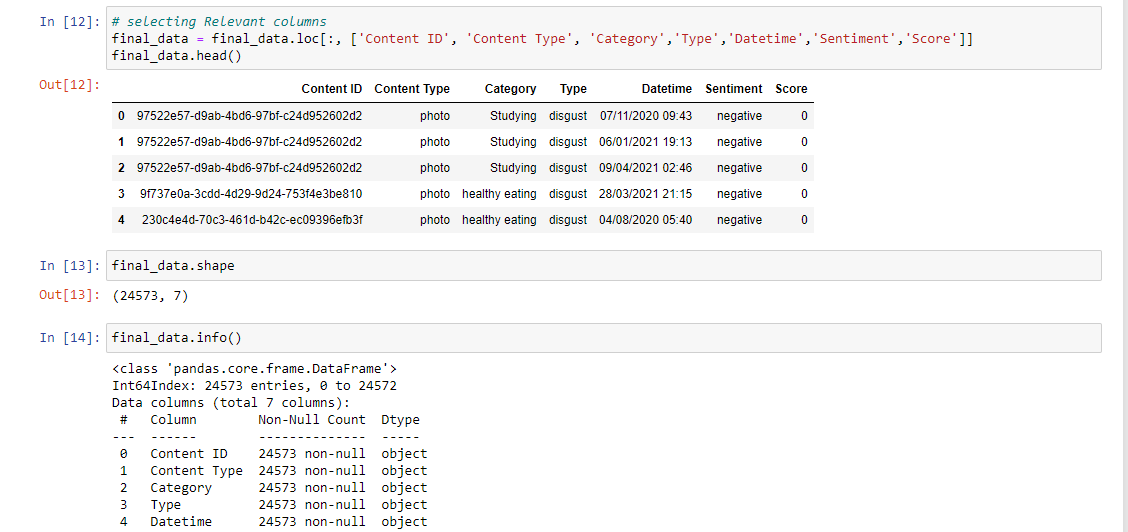 In [12]: # selecting Relevant columns
final_data = final_data.loc[:, ['Content ID', 'Content Type', 'Category','Type','Datetime','Sentiment','Score']]
final_data.head()
Out[12]:
Content ID Content Type Category Type Datetime Sentiment Score
0 97522e57-d9ab-4bd6-97bf-c24d952602d2 photo Studying disgust 07/11/2020 09:43 negative 0
1 97522e57-d9ab-4bd6-97bf-c24d952602d2 photo Studying disgust 06/01/2021 19:13 negative 0
2 97522e57-d9ab-4bd6-97bf-c24d952602d2 photo Studying disgust 09/04/2021 02:46 negative 0
3 9f737e0a-3cdd-4d29-9d24-753f4e3be810 photo healthy eating disgust 28/03/2021 21:15 negative 0
4 230c4e4d-70c3-461d-b42c-ec09396efb3f photo healthy eating disgust 04/08/2020 05:40 negative 0
In [13]: final_data.shape
Out[13]: (24573, 7)
In [14]: final_data.info()
<class 'pandas.core.frame.DataFrame'>
Int64Index: 24573 entries, 0 to 24572
Data columns (total 7 columns):
# Column Non-Null Count Dtype
--- ------ -------------- -----
0 Content ID 24573 non-null object
1 Content Type 24573 non-null object
2 Category 24573 non-null object
3 Type 24573 non-null object
4 Datetime 24573 non-null object